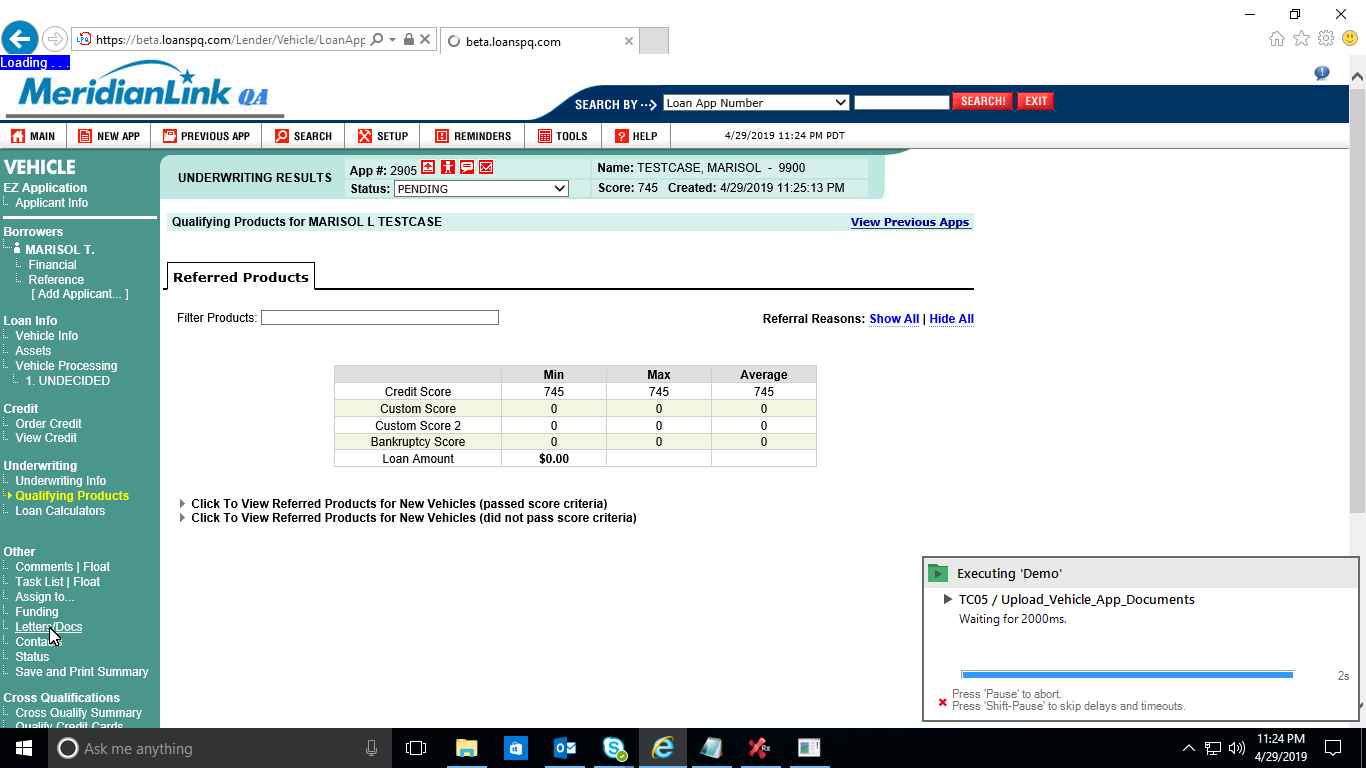 https://beta.loanspq.com/Lender/Vehicle/LoanApp
beta.loanspq.com
Loading . . .
MeridianLink QA
SEARCH BY ··> Loan App Number SEARCH! EXIT
MAIN NEW APP PREVIOUS APP SEARCH SETUP REMINDERS TOOLS HELP 4/29/2019 11:24 PM PDT
VEHICLE
EZ Application
Applicant Info
Borrowers
MARISOL T.
Financial
Reference
[ Add Applicant... ]
Loan Info
Vehicle Info
Assets
Vehicle Processing
1. UNDECIDED
Credit
Order Credit
View Credit
Underwriting
Underwriting Info
Qualifying Products
Loan Calculators
Other
Comments | Float
Task List | Float
Assign to...
Funding
Letters/Docs
Status
Save and Print Summary
Cross Qualifications
Cross Qualify Summary
Qualify Credit Cards
UNDERWRITING RESULTS
App #: 2905
Status: PENDING
Name: TESTCASE, MARISOL - 9900
Score: 745 Created: 4/29/2019 11:25:13 PM
Qualifying Products for MARISOL L TESTCASE View Previous Apps
Referred Products
Filter Products:
Referral Reasons: Show All | Hide All
Min Max Average
Credit Score 745 745 745
Custom Score 0 0 0
Custom Score 2 0 0 0
Bankruptcy Score 0 0 0
Loan Amount $0.00
Click To View Referred Products for New Vehicles (passed score criteria)
Click To View Referred Products for New Vehicles (did not pass score criteria)
Executing 'Demo'
TC05 / Upload_Vehicle_App_Documents
Waiting for 2000ms.
2s
Press 'Pause' to abort.
Press 'Shift-Pause' to skip delays and timeouts.
Ask me anything
11:24 PM
4/29/2019